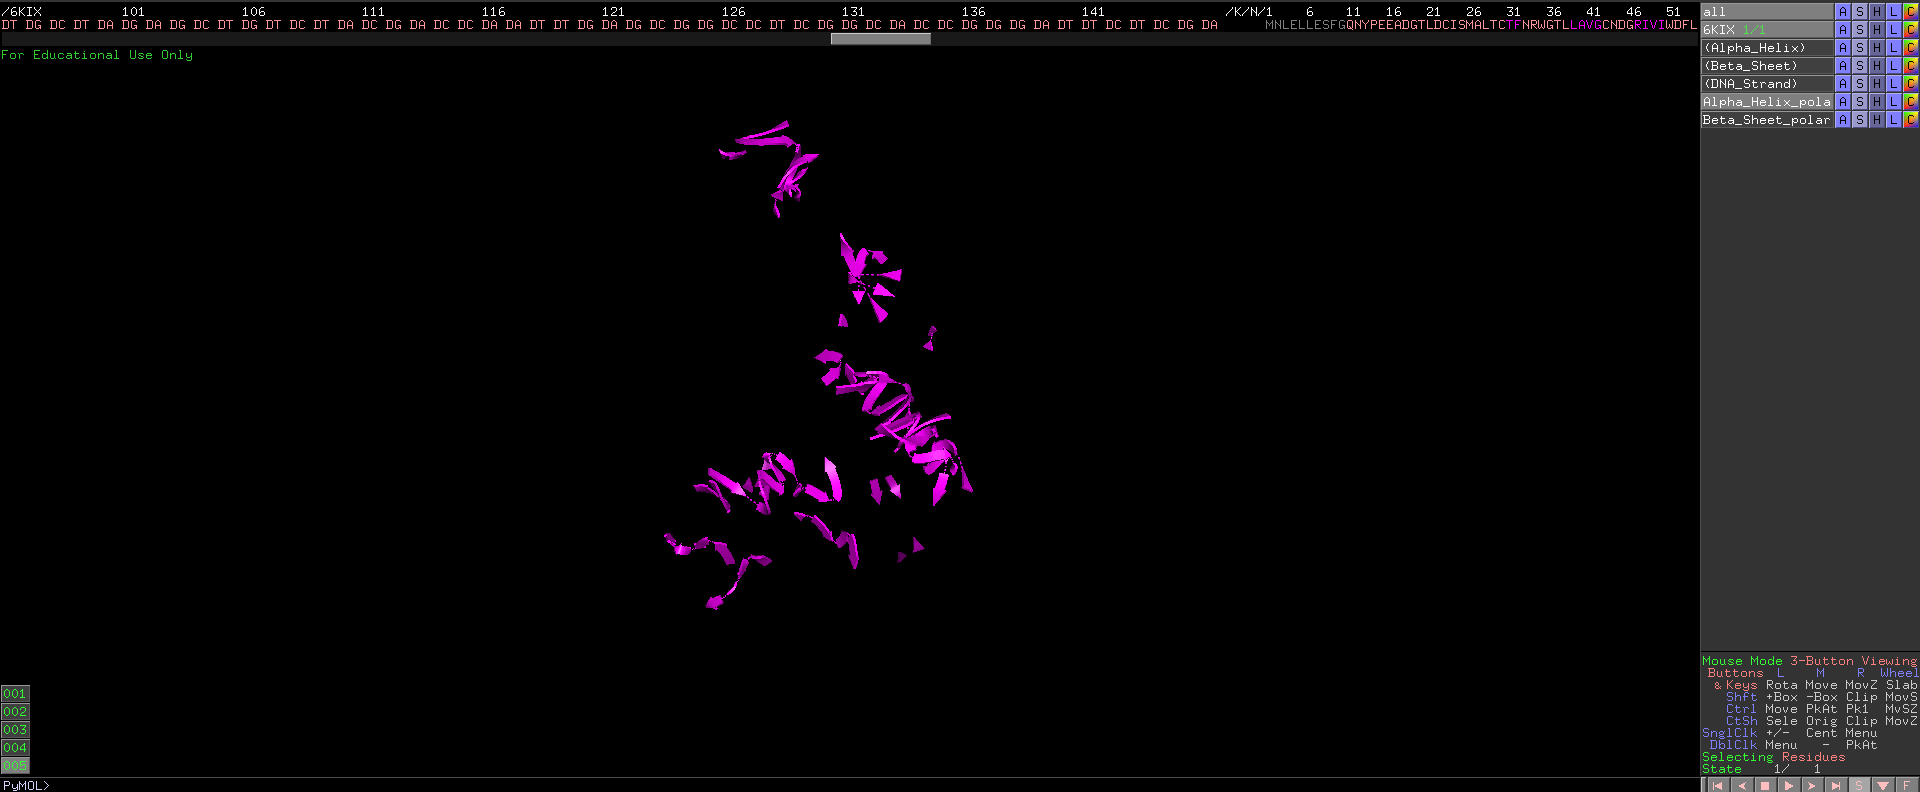 /6KIX 101 106 111 116 121 126 131 136 141 /K/N/1 6 11 16 21 26 31 36 41 46 51
DT DG DC DT DA DG DG DC DC DG DT DG DC DT DA DC DG DC DC DT DG DA DT DT DG DC DG DA DG DG DC DT DC DC DG DG DC DA DC DC DG DG DG DA DT DT DC DT DC DG DA MNLELLESFGQNYPEEADGTLDCISMALTCTFNRWGTLLAVGCNDGRIVIWDFL
For Educational Use Only
all A S H L C
6KIX 1/1 A S H L C
(Alpha_Helix) A S H L C
(Beta_Sheet) A S H L C
(DNA_Strand) A S H L C
Alpha_Helix_pola A S H L C
Beta_Sheet_polar A S H L C
001
002
003
004
005
Mouse Mode 3-Button Viewing
Buttons L M R Wheel
& Keys Rota Move MovZ Slab
Shft +Box -Box Clip MovS
Ctrl Move PkAt Pk1 MvSZ
CtSh Sele Orig Clip MovZ
SnglClk +/- Cent Menu
DblClk Menu - PkAt
Selecting Residues
State 1/ 1
PyMOL>
S F